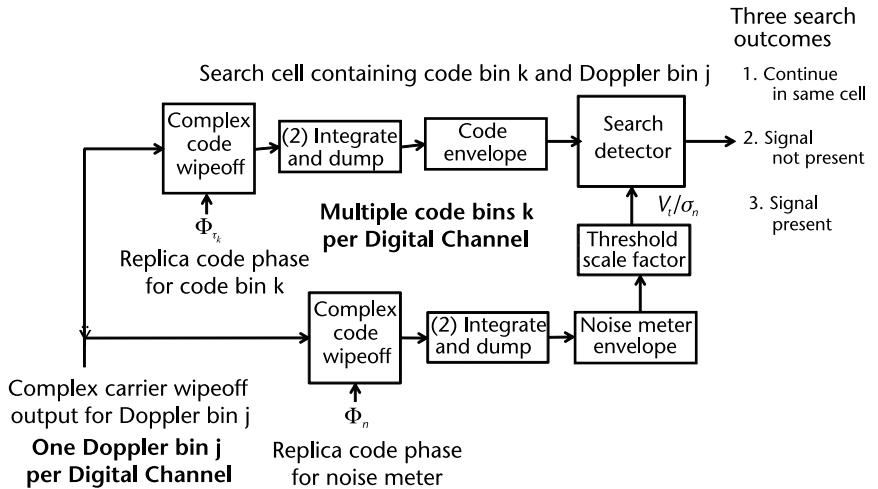 Three search
outcomes
Search cell containing code bin k and Doppler bin j
1. Continue
in same cell
2. Signal
not present
3. Signal
present
Complex
code
wipeoff
(2) Integrate
and dump
Code
envelope
Search
detector
Φτk
Replica code phase
for code bin k
Multiple code bins k
per Digital Channel
Vt/σn
Threshold
scale factor
Complex
code
wipeoff
(2) Integrate
and dump
Noise meter
envelope
Complex carrier wipeoff
output for Doppler bin j
One Doppler bin j
per Digital Channel
Φn
Replica code phase
for noise meter